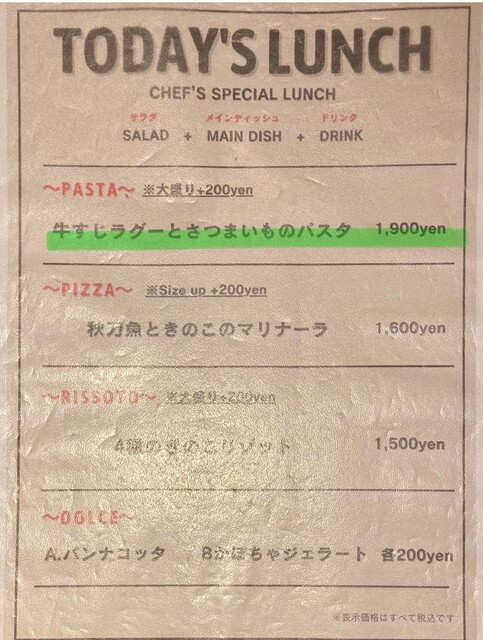 TODAY'S LUNCH
CHEF'S SPECIAL LUNCH
サラダ メインディッシュ ドリンク
SALAD + MAIN DISH + DRINK
〜PASTA〜 ※大盛り+200yen
牛すじラグーとさつまいものパスタ 1,900yen
〜PIZZA〜 ※Size up +200yen
秋刀魚ときのこのマリナーラ 1,600yen
〜RISSOTO〜 ※大盛り+200yen
4種のきのこリゾット 1,500yen
〜DOLCE〜
A.パンナコッタ Bかぼちゃジェラート 各200yen
※表示価格はすべて税込です